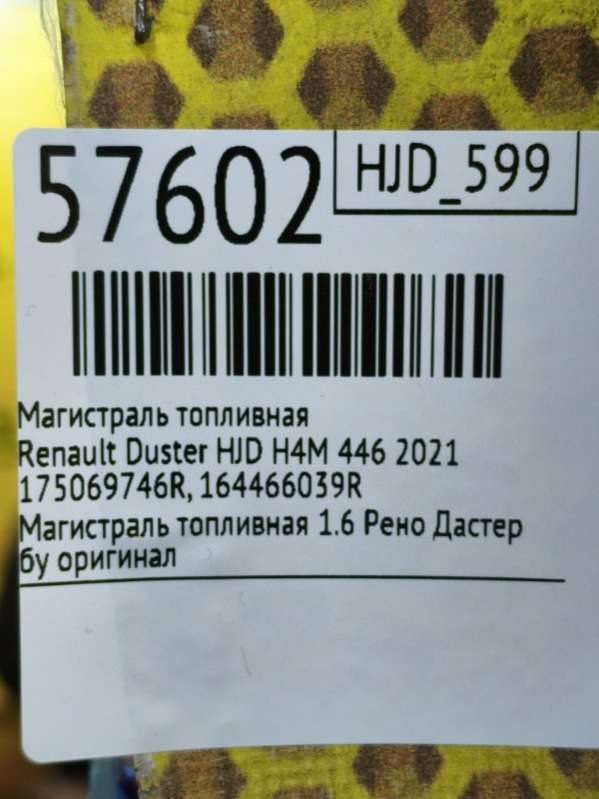 57602
HJD_599
Магистраль топливная
Renault Duster HJD H4M 446 2021
175069746R, 164466039R
Магистраль топливная 1.6 Рено Дастер
бу оригинал